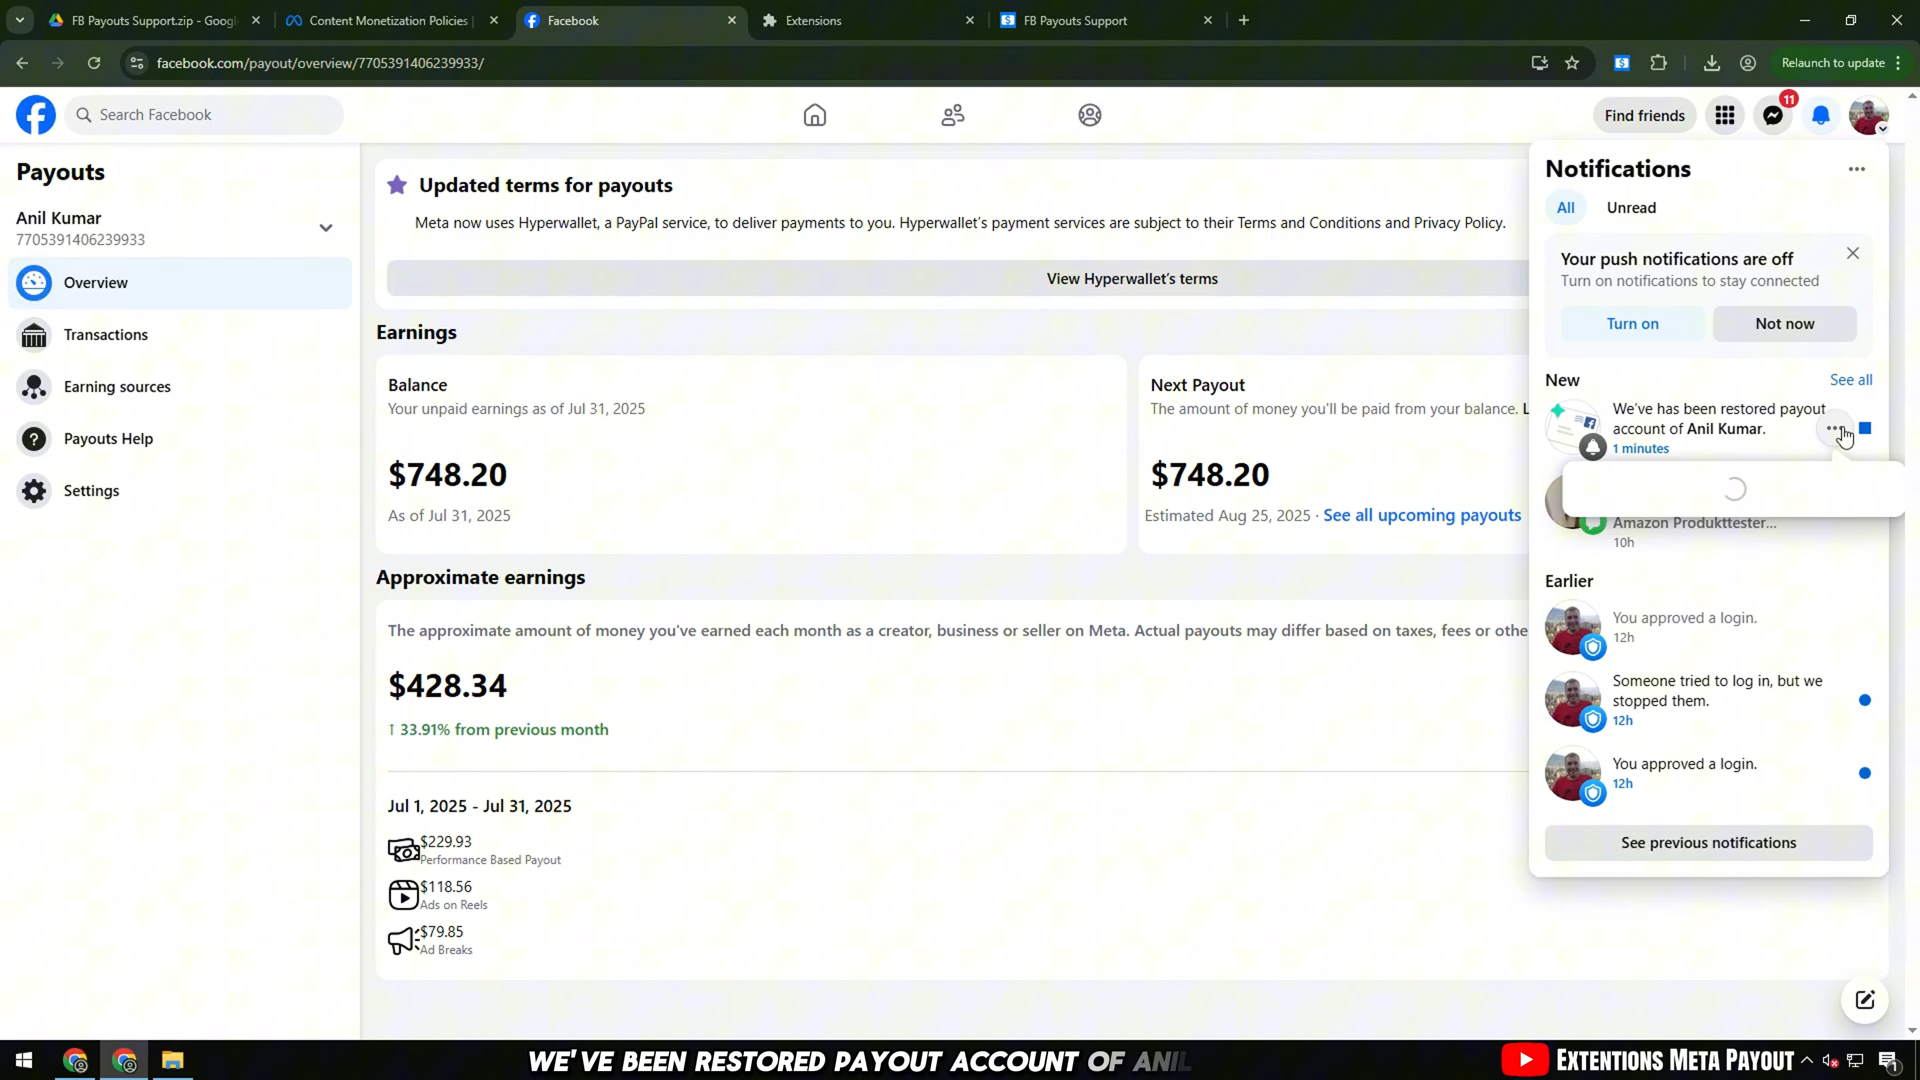 FB Payouts Support.zip - Googl
Content Monetization Policies
Facebook
Extensions
FB Payouts Support
facebook.com/payout/overview/7705391406239933/
Relaunch to update
Search Facebook
Find friends
11
Payouts
Anil Kumar
7705391406239933
Overview
Transactions
Earning sources
Payouts Help
Settings
Updated terms for payouts
Meta now uses Hyperwallet, a PayPal service, to deliver payments to you. Hyperwallet's payment services are subject to their Terms and Conditions and Privacy Policy.
View Hyperwallet's terms
Earnings
Balance
Your unpaid earnings as of Jul 31, 2025
$748.20
As of Jul 31, 2025
Next Payout
The amount of money you'll be paid from your balance. L
$748.20
Estimated Aug 25, 2025 · See all upcoming payouts
Approximate earnings
The approximate amount of money you've earned each month as a creator, business or seller on Meta. Actual payouts may differ based on taxes, fees or othe
$428.34
↑ 33.91% from previous month
Jul 1, 2025 - Jul 31, 2025
$229.93
Performance Based Payout
$118.56
Ads on Reels
$79.85
Ad Breaks
Notifications
All
Unread
Your push notifications are off
Turn on notifications to stay connected
Turn on
Not now
New
See all
We've has been restored payout
account of Anil Kumar.
1 minutes
Amazon Produkttester...
10h
Earlier
You approved a login.
12h
Someone tried to log in, but we
stopped them.
12h
You approved a login.
12h
See previous notifications
WE'VE BEEN RESTORED PAYOUT ACCOUNT OF ANIL
EXTENTIONS META PAYOUT
1